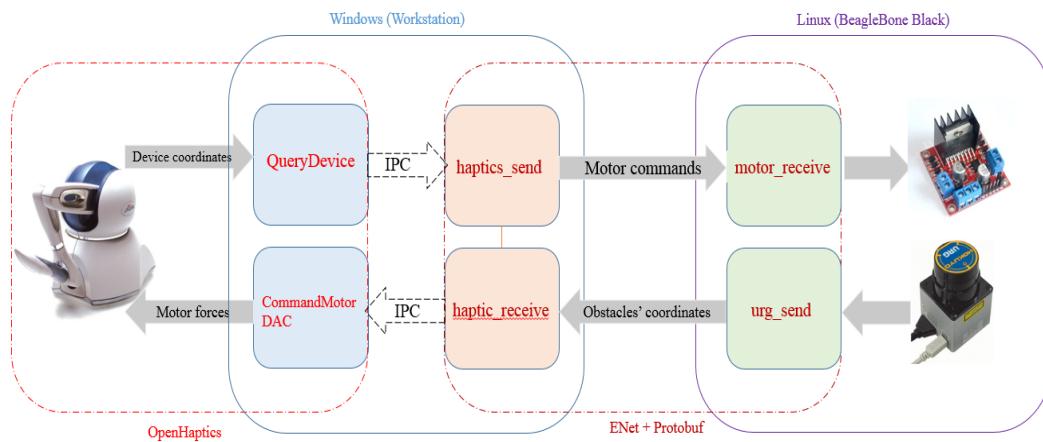 Windows (Workstation)
Linux (BeagleBone Black)
Device coordinates
QueryDevice
IPC
haptics_send
Motor commands
motor_receive
Motor forces
CommandMotor
DAC
IPC
haptic_receive
Obstacles’ coordinates
urg_send
URG
OpenHaptics
ENet + Protobuf